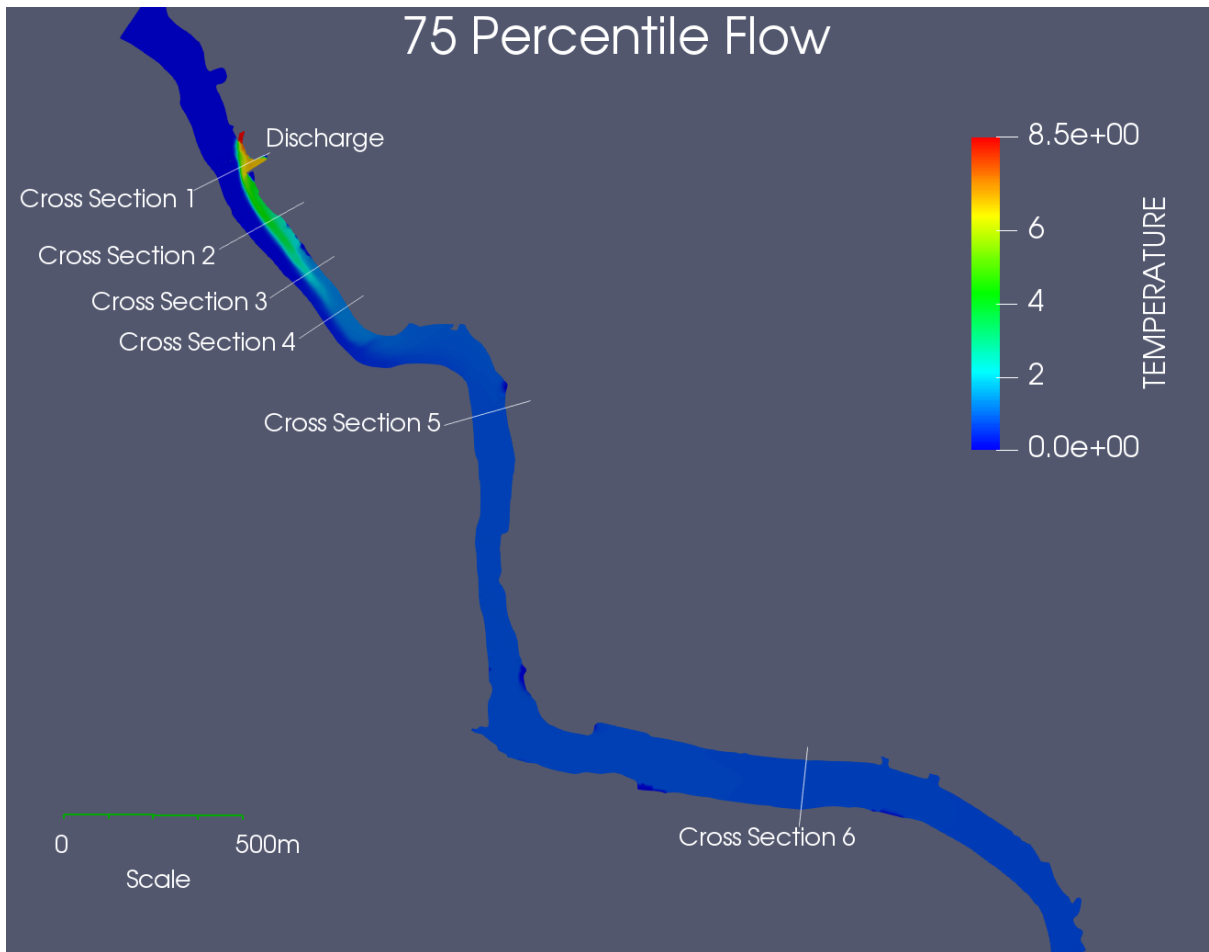 75 Percentile Flow
Discharge
8.5e+00
Cross Section 1
6
Cross Section 2
Cross Section 3
4
Cross Section 4
2
TEMPERATURE
Cross Section 5
0.0e+00
Cross Section 6
0 500m
Scale